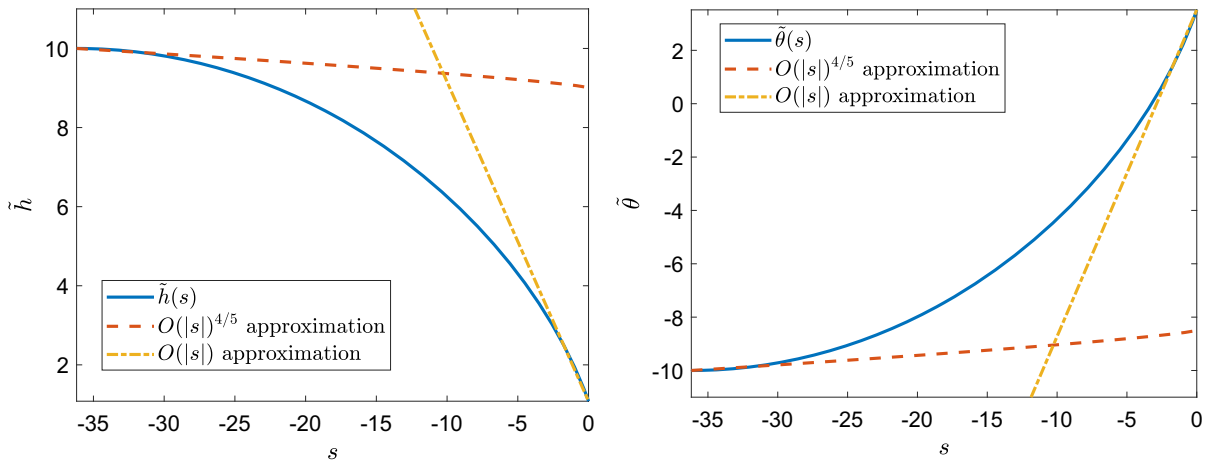 10
8
6
4
2
h̃
h̃(s)
O(|s|)^{4/5} approximation
O(|s|) approximation
-35 -30 -25 -20 -15 -10 -5 0
s
θ̃(s)
O(|s|)^{4/5} approximation
O(|s|) approximation
2
0
-2
-4
-6
-8
-10
θ̃
-35 -30 -25 -20 -15 -10 -5 0
s